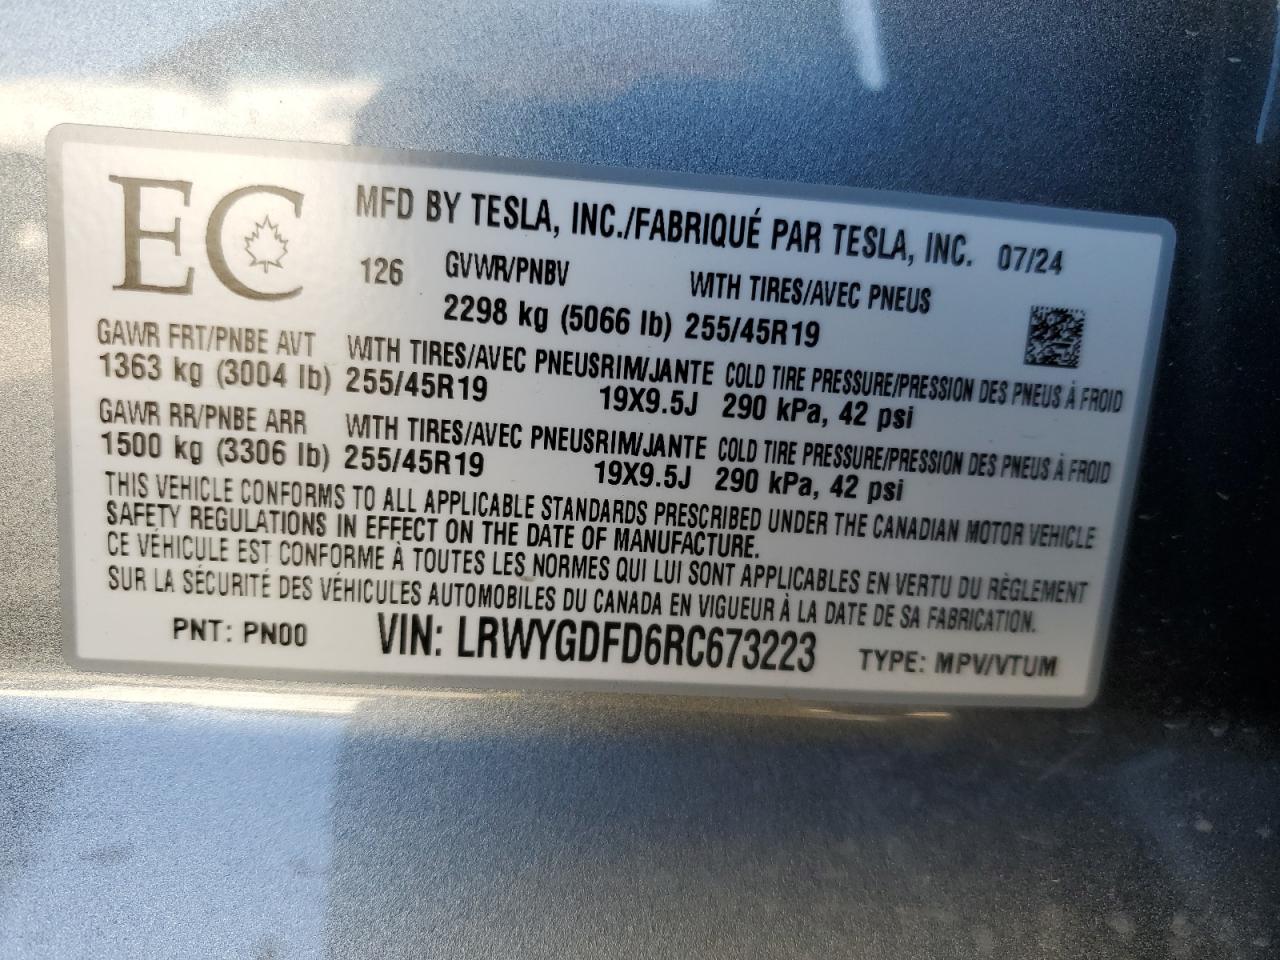 EC MFD BY TESLA, INC./FABRIQUÉ PAR TESLA, INC. 07/24
126 GVWR/PNBV WITH TIRES/AVEC PNEUS
2298 kg (5066 lb) 255/45R19
GAWR FRT/PNBE AVT WITH TIRES/AVEC PNEUSRIM/JANTE COLD TIRE PRESSURE/PRESSION DES PNEUS À FROID
1363 kg (3004 lb) 255/45R19 19X9.5J 290 kPa, 42 psi
GAWR RR/PNBE ARR WITH TIRES/AVEC PNEUSRIM/JANTE COLD TIRE PRESSURE/PRESSION DES PNEUS À FROID
1500 kg (3306 lb) 255/45R19 19X9.5J 290 kPa, 42 psi
THIS VEHICLE CONFORMS TO ALL APPLICABLE STANDARDS PRESCRIBED UNDER THE CANADIAN MOTOR VEHICLE
SAFETY REGULATIONS IN EFFECT ON THE DATE OF MANUFACTURE.
CE VÉHICULE EST CONFORME À TOUTES LES NORMES QUI LUI SONT APPLICABLES EN VERTU DU RÈGLEMENT
SUR LA SÉCURITÉ DES VÉHICULES AUTOMOBILES DU CANADA EN VIGUEUR À LA DATE DE SA FABRICATION.
PNT: PN00 VIN: LRWYGDFD6RC673223 TYPE: MPV/VTUM